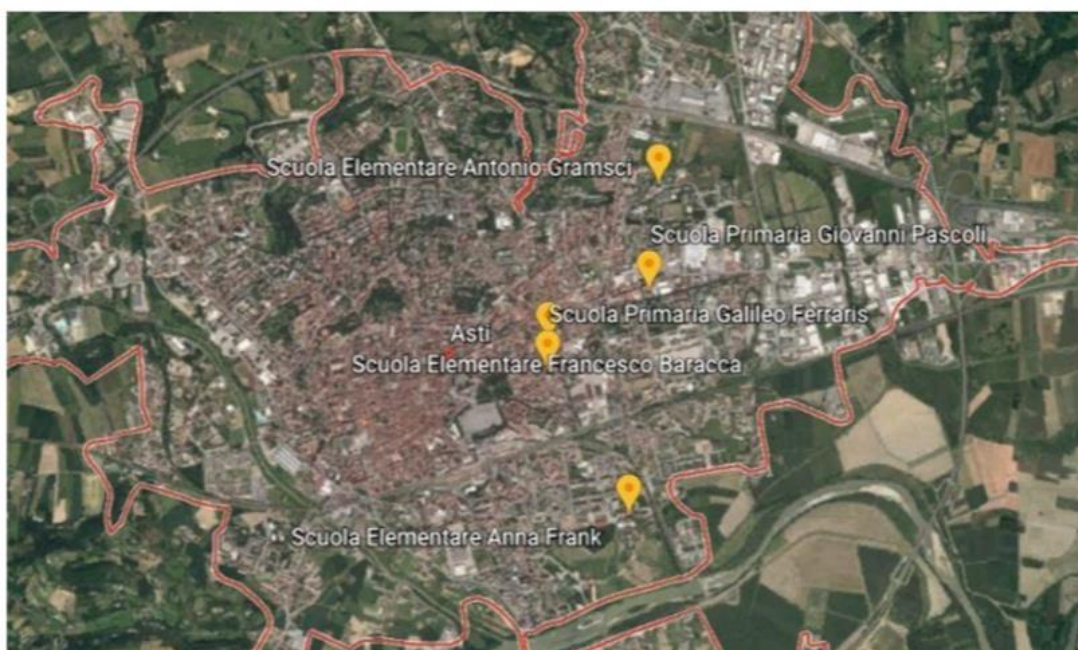 Scuola Elementare Antonio Gramsci
Scuola Primaria Giovanni Pascoli
Scuola Primaria Galileo Ferraris
Asti
Scuola Elementare Francesco Baracca
Scuola Elementare Anna Frank